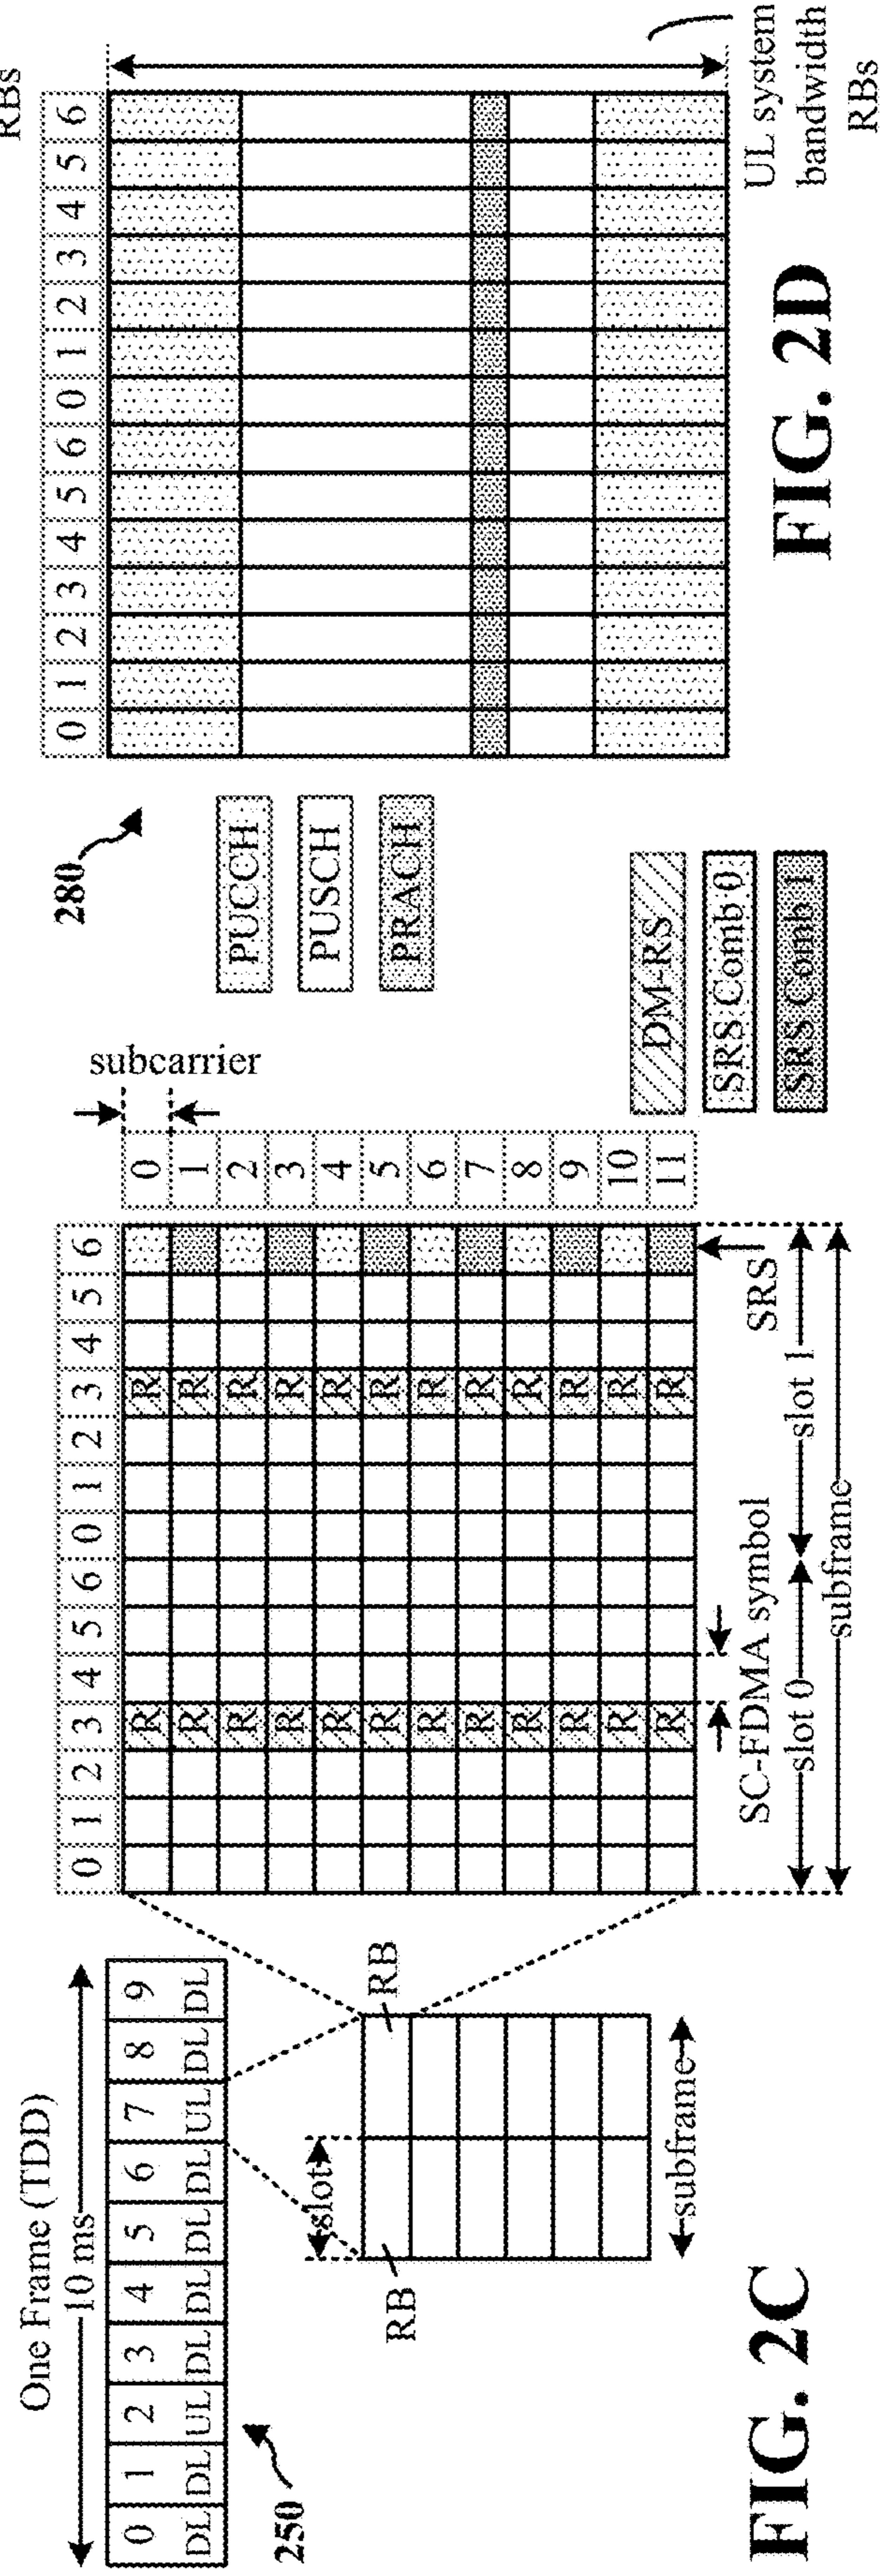 One Frame (TDD)
10 ms
0 1 2 3 4 5 6 7 8 9
DL DL UL DL DL DL DL UL DL DL
250
slot
RB
RB
subframe
FIG. 2C
0 1 2 3 4 5 6 0 1 2 3 4 5 6
subcarrier
R R 0
R R 1
R R 2
R R 3
R R 4
R R 5
R R 6
R R 7
R R 8
R R 9
R R 10
R R 11
SC-FDMA symbol
SRS
slot 0
slot 1
subframe
DM-RS
SRS Comb 0
SRS Comb 1
280
PUCCH
PUSCH
PRACH
RBs
0 1 2 3 4 5 6 0 1 2 3 4 5 6
UL system
bandwidth
FIG. 2D
RBs